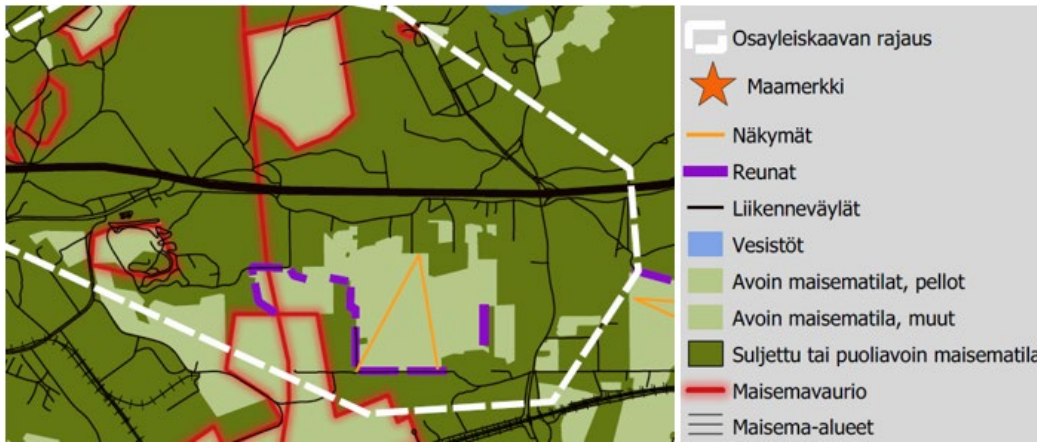 Osayleiskaavan rajaus
Maamerkki
Näkymät
Reunat
Liikenneväylät
Vesistöt
Avoin maisematilat, pellot
Avoin maisematila, muut
Suljettu tai puoliavoin maisematila
Maisemavaurio
Maisema-alueet